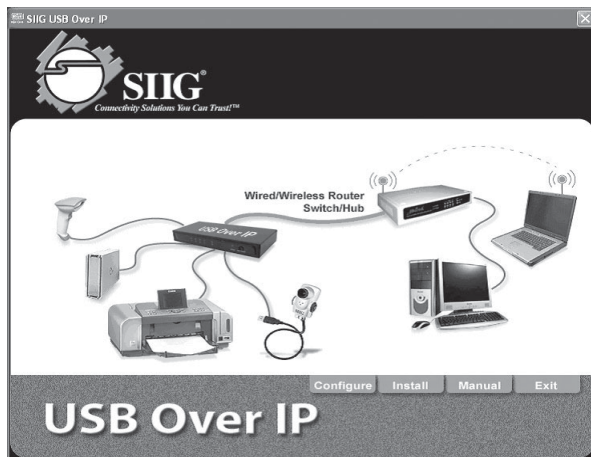 SIIG USB Over IP
SIIG®
Connectivity Solutions You Can Trust!™
Wired/Wireless Router
Switch/Hub
USB Over IP
Configure
Install
Manual
Exit
USB Over IP